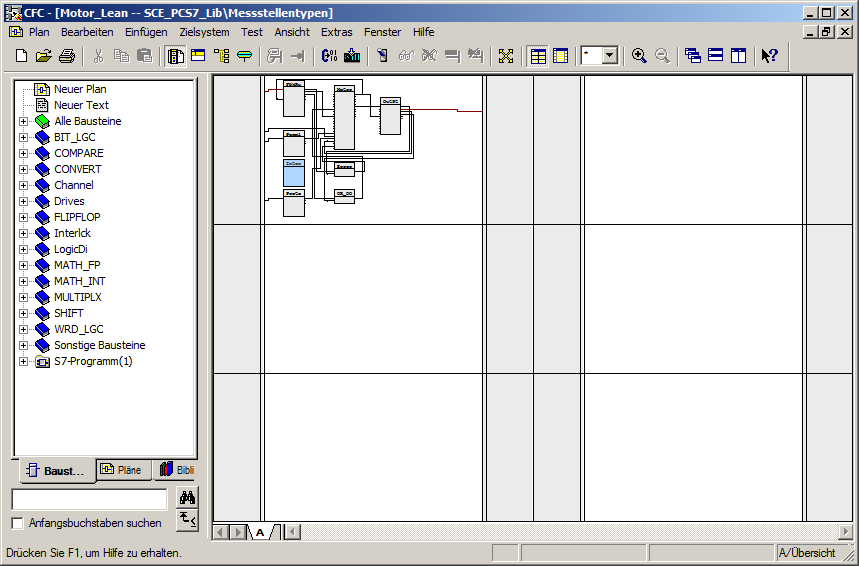 CFC - [Motor_Lean -- SCE_PCS7_Lib\Messstellentypen]
Plan Bearbeiten Einfügen Zielsystem Test Ansicht Extras Fenster Hilfe
*
Neuer Plan
Neuer Text
Alle Bausteine
BIT_LGC
COMPARE
CONVERT
Channel
Drives
FLIPFLOP
Interlck
LogicDi
MATH_FP
MATH_INT
MULTIPLX
SHIFT
WRD_LGC
Sonstige Bausteine
S7-Programm(1)
Baust... Pläne Bibli
Anfangsbuchstaben suchen
A
Drücken Sie F1, um Hilfe zu erhalten.
A/Übersicht